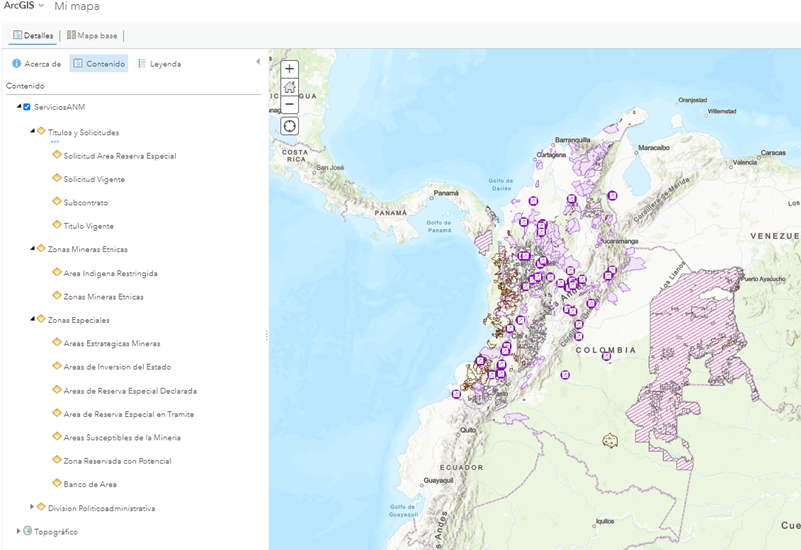 ArcGIS
Mi mapa
Detalles
Mapa base
Acerca de
Contenido
Leyenda
Contenido
ServiciosANM
Titulos y Solicitudes
Solicitud Area Reserva Especial
Solicitud Vigente
Subcontrato
Titulo Vigente
Zonas Mineras Etnicas
Area Indigena Restringida
Zonas Mineras Etnicas
Zonas Especiales
Areas Estrategicas Mineras
Areas de Inversion del Estado
Areas de Reserva Especial Declarada
Area de Reserva Especial en Tramite
Areas Susceptibles de la Mineria
Zona Reservada con Potencial
Banco de Area
Division Politicoadministrativa
Topográfico
Oranjestad
Willemstad
Barranquilla
Maracaibo
Caracas
Cartagena
Valencia
COSTA
RICA
San José
Golfo de
Darién
Panamá
PANAMÁ
Golfo de
Panamá
Cordillera de Mérida
VENEZUE
Los Llanos
Puerto Ayacucho
COLOMBIA
Quito
ECUADOR
Guayaquil
Golfo de
Guayaquil
Iquitos